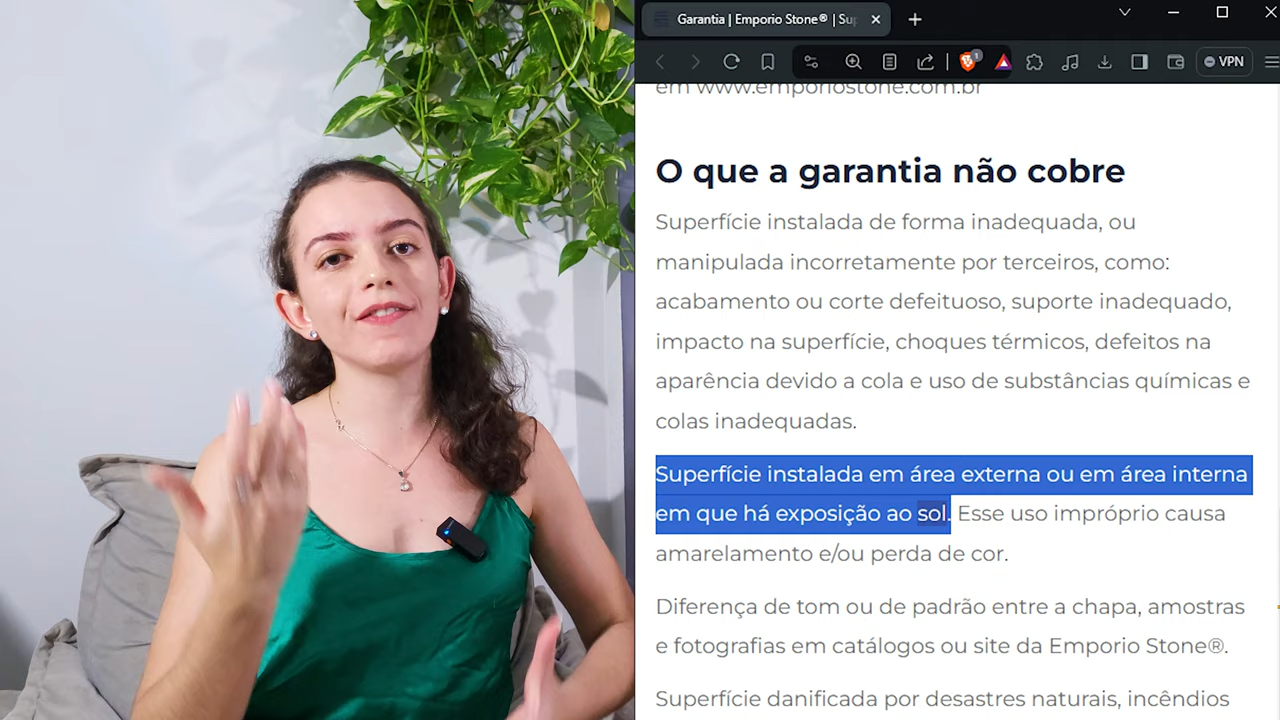 Garantia | Emporio Stone® | Su
1
VPN
em www.emporiostone.com.br
O que a garantia não cobre
Superfície instalada de forma inadequada, ou
manipulada incorretamente por terceiros, como:
acabamento ou corte defeituoso, suporte inadequado,
impacto na superfície, choques térmicos, defeitos na
aparência devido a cola e uso de substâncias químicas e
colas inadequadas.
Superfície instalada em área externa ou em área interna
em que há exposição ao sol. Esse uso impróprio causa
amarelamento e/ou perda de cor.
Diferença de tom ou de padrão entre a chapa, amostras
e fotografias em catálogos ou site da Emporio Stone®.
Superfície danificada por desastres naturais, incêndios